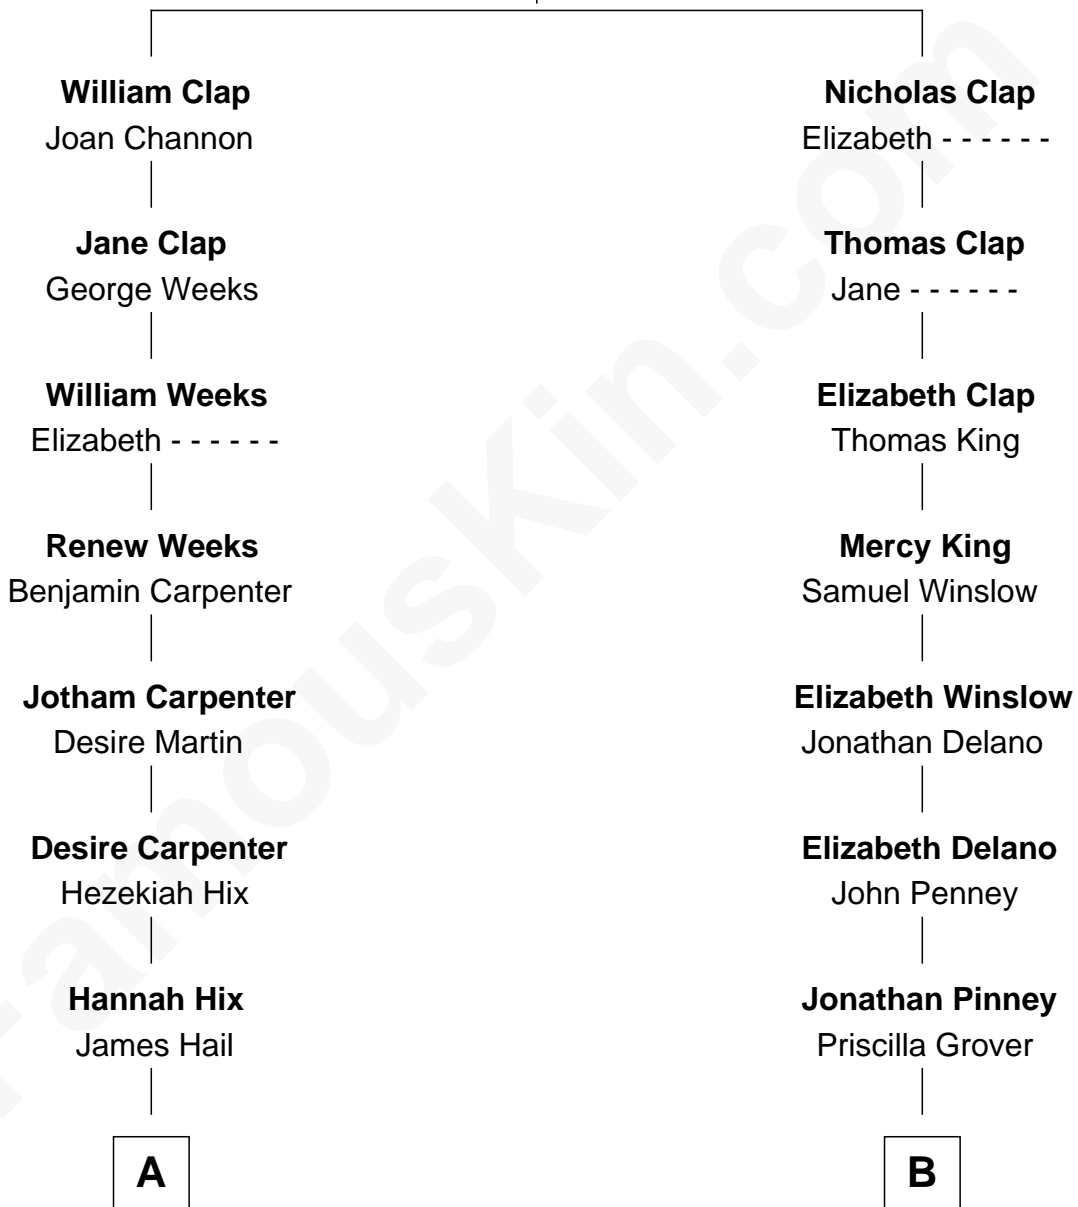 William Clap
Joan Channon
Nicholas Clap
Elizabeth - - - - - -
Jane Clap
George Weeks
Thomas Clap
Jane - - - - - -
William Weeks
Elizabeth - - - - - -
Elizabeth Clap
Thomas King
Renew Weeks
Benjamin Carpenter
Mercy King
Samuel Winslow
Jotham Carpenter
Desire Martin
Elizabeth Winslow
Jonathan Delano
Desire Carpenter
Hezekiah Hix
Elizabeth Delano
John Penney
Hannah Hix
James Hail
Jonathan Pinney
Priscilla Grover
A
B
FamousKin.com